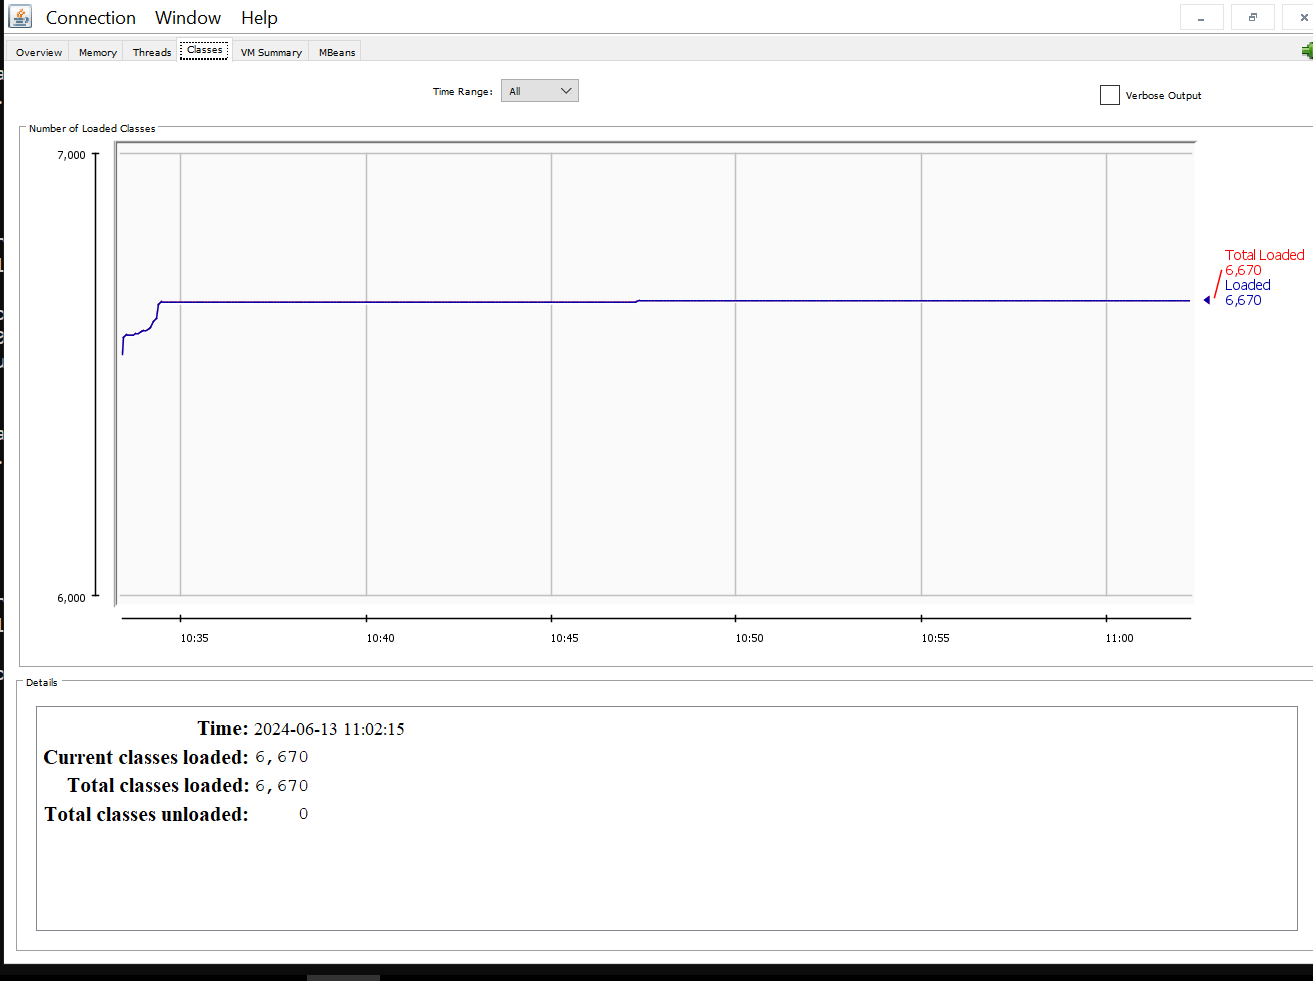 Connection Window Help
Overview Memory Threads Classes VM Summary MBeans
Time Range: All
Verbose Output
Number of Loaded Classes
7,000
Total Loaded
6,670
Loaded
6,670
6,000
10:35 10:40 10:45 10:50 10:55 11:00
Details
Time: 2024-06-13 11:02:15
Current classes loaded: 6,670
Total classes loaded: 6,670
Total classes unloaded: 0